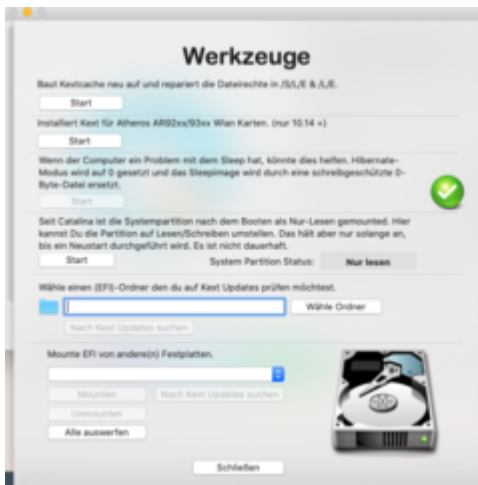 Werkzeuge
Baut Kextcache neu auf und repariert die Dateirechte in /S/L/E & /L/E.
Start
Installiert Kext für Atheros AR92xx/93xx Wlan Karten. (nur 10.14 +)
Start
Wenn der Computer ein Problem mit dem Sleep hat, könnte dies helfen. Hibernate-
Modus wird auf 0 gesetzt und das Sleepimage wird durch eine schreibgeschützte 0-
Byte-Datei ersetzt.
Start
Seit Catalina ist die Systempartition nach dem Booten als Nur-Lesen gemounted. Hier
kannst Du die Partition auf Lesen/Schreiben umstellen. Das hält aber nur solange an,
bis ein Neustart durchgeführt wird. Es ist nicht dauerhaft.
Start System Partition Status: Nur lesen
Wähle einen (EFI)-Ordner den du auf Kext Updates prüfen möchtest.
Wähle Ordner
Nach Kext Updates suchen
Mounte EFI von andere(n) Festplatten.
Mounten Nach Kext Updates suchen
Unmounten
Alle auswerfen
Schließen